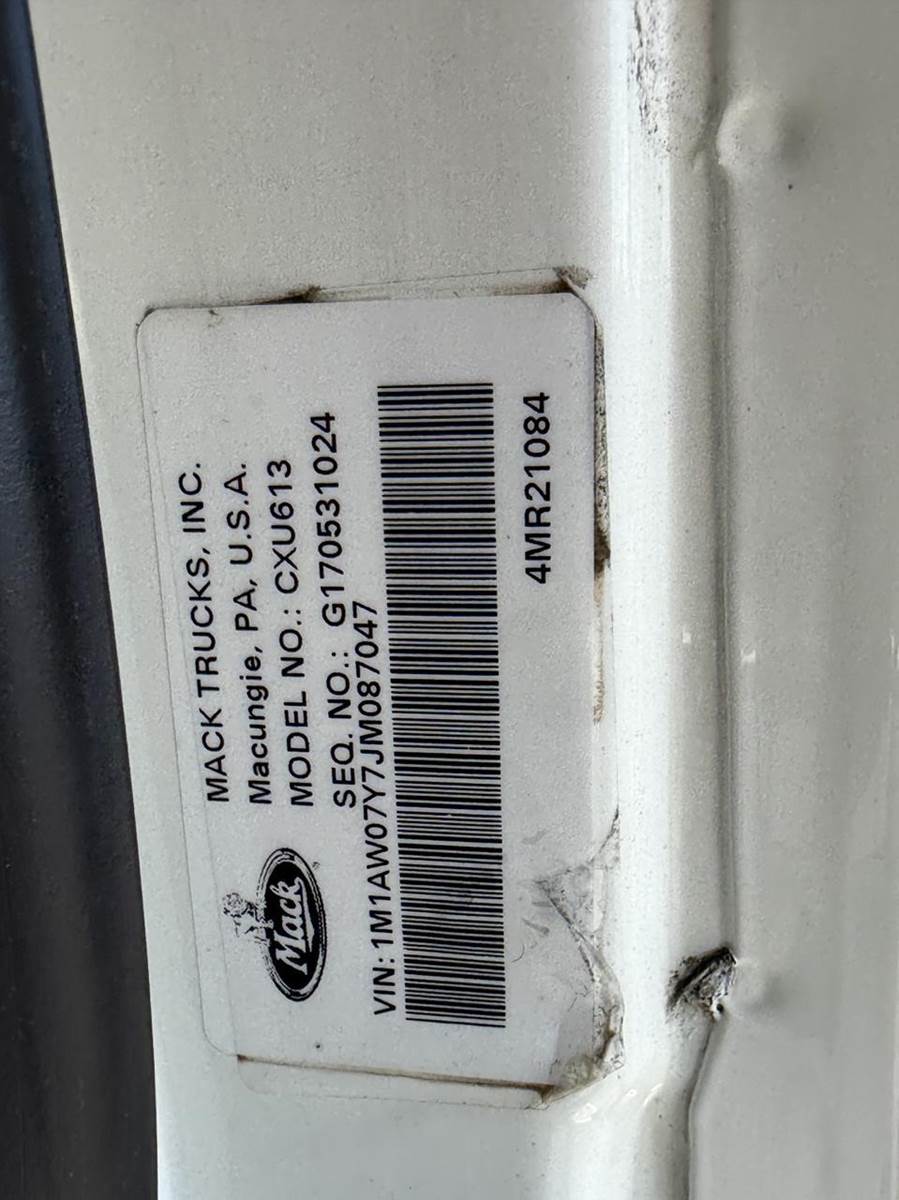 MACK TRUCKS, INC.
Macungie, PA, U.S.A.
MODEL NO.: CXU613
SEQ. NO.: G170531024
Mack
VIN: 1M1AW07Y7JM087047
4MR21084